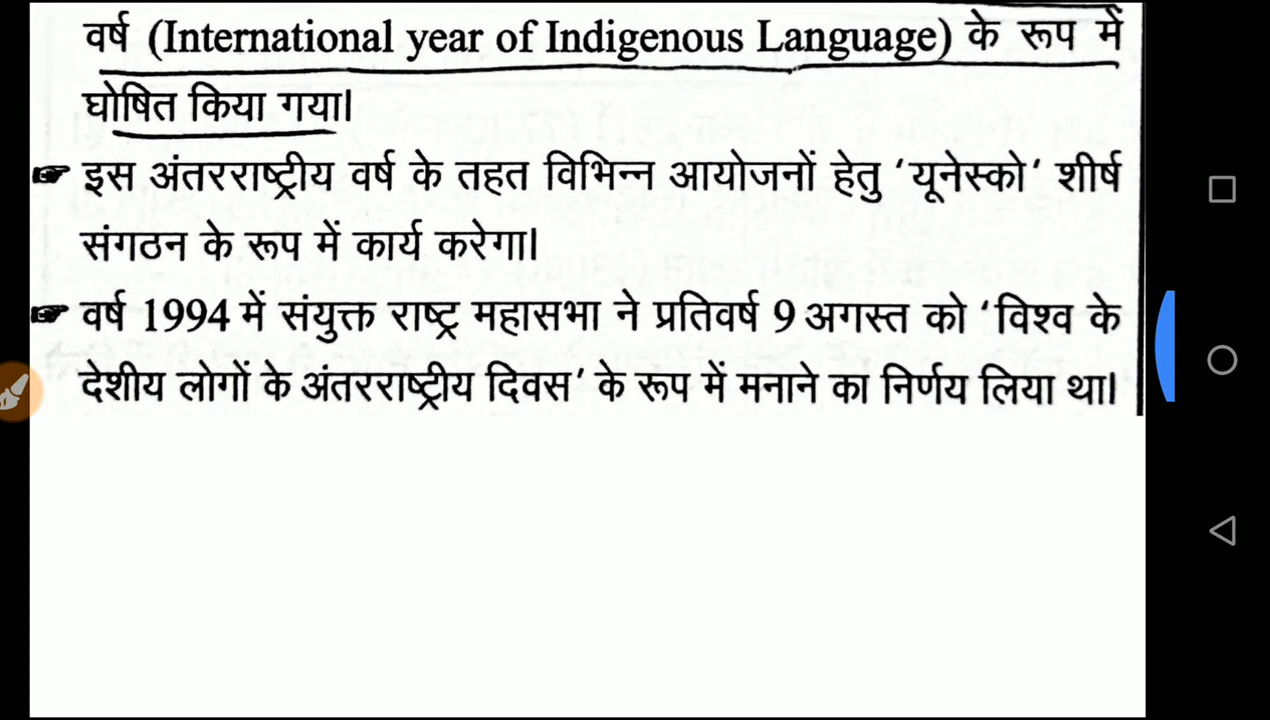 वर्ष (International year of Indigenous Language) के रूप में
घोषित किया गया।
☛ इस अंतरराष्ट्रीय वर्ष के तहत विभिन्न आयोजनों हेतु ‘यूनेस्को’ शीर्ष
संगठन के रूप में कार्य करेगा।
☛ वर्ष 1994 में संयुक्त राष्ट्र महासभा ने प्रतिवर्ष 9 अगस्त को ‘विश्व के
देशीय लोगों के अंतरराष्ट्रीय दिवस’ के रूप में मनाने का निर्णय लिया था।